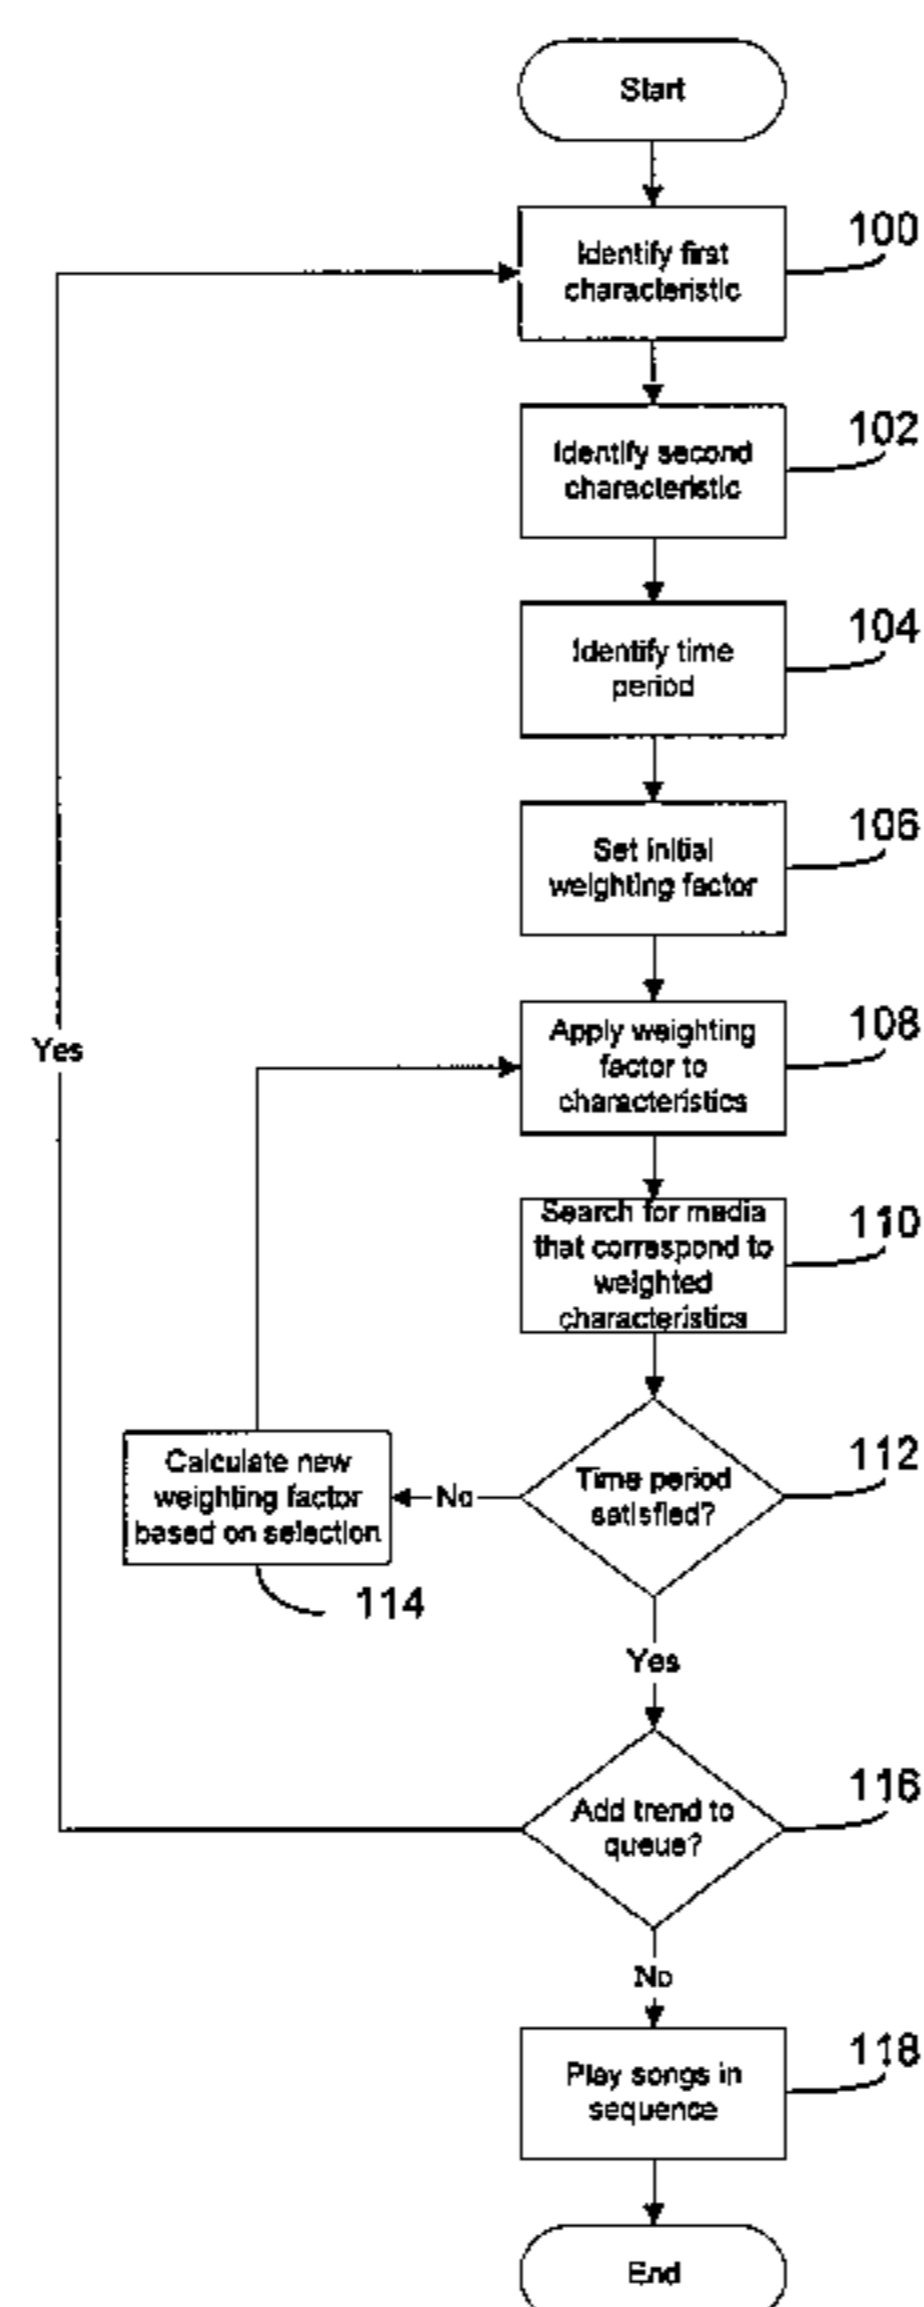 Start
Identify first
characteristic
100
Identify second
characteristic
102
Identify time
period
104
Set initial
weighting factor
106
Apply weighting
factor to
characteristics
108
Yes
Search for media
that correspond to
weighted
characteristics
110
Time period
satisfied?
112
No
Calculate new
weighting factor
based on selection
114
Yes
Add trend to
queue?
116
No
Play songs in
sequence
118
End